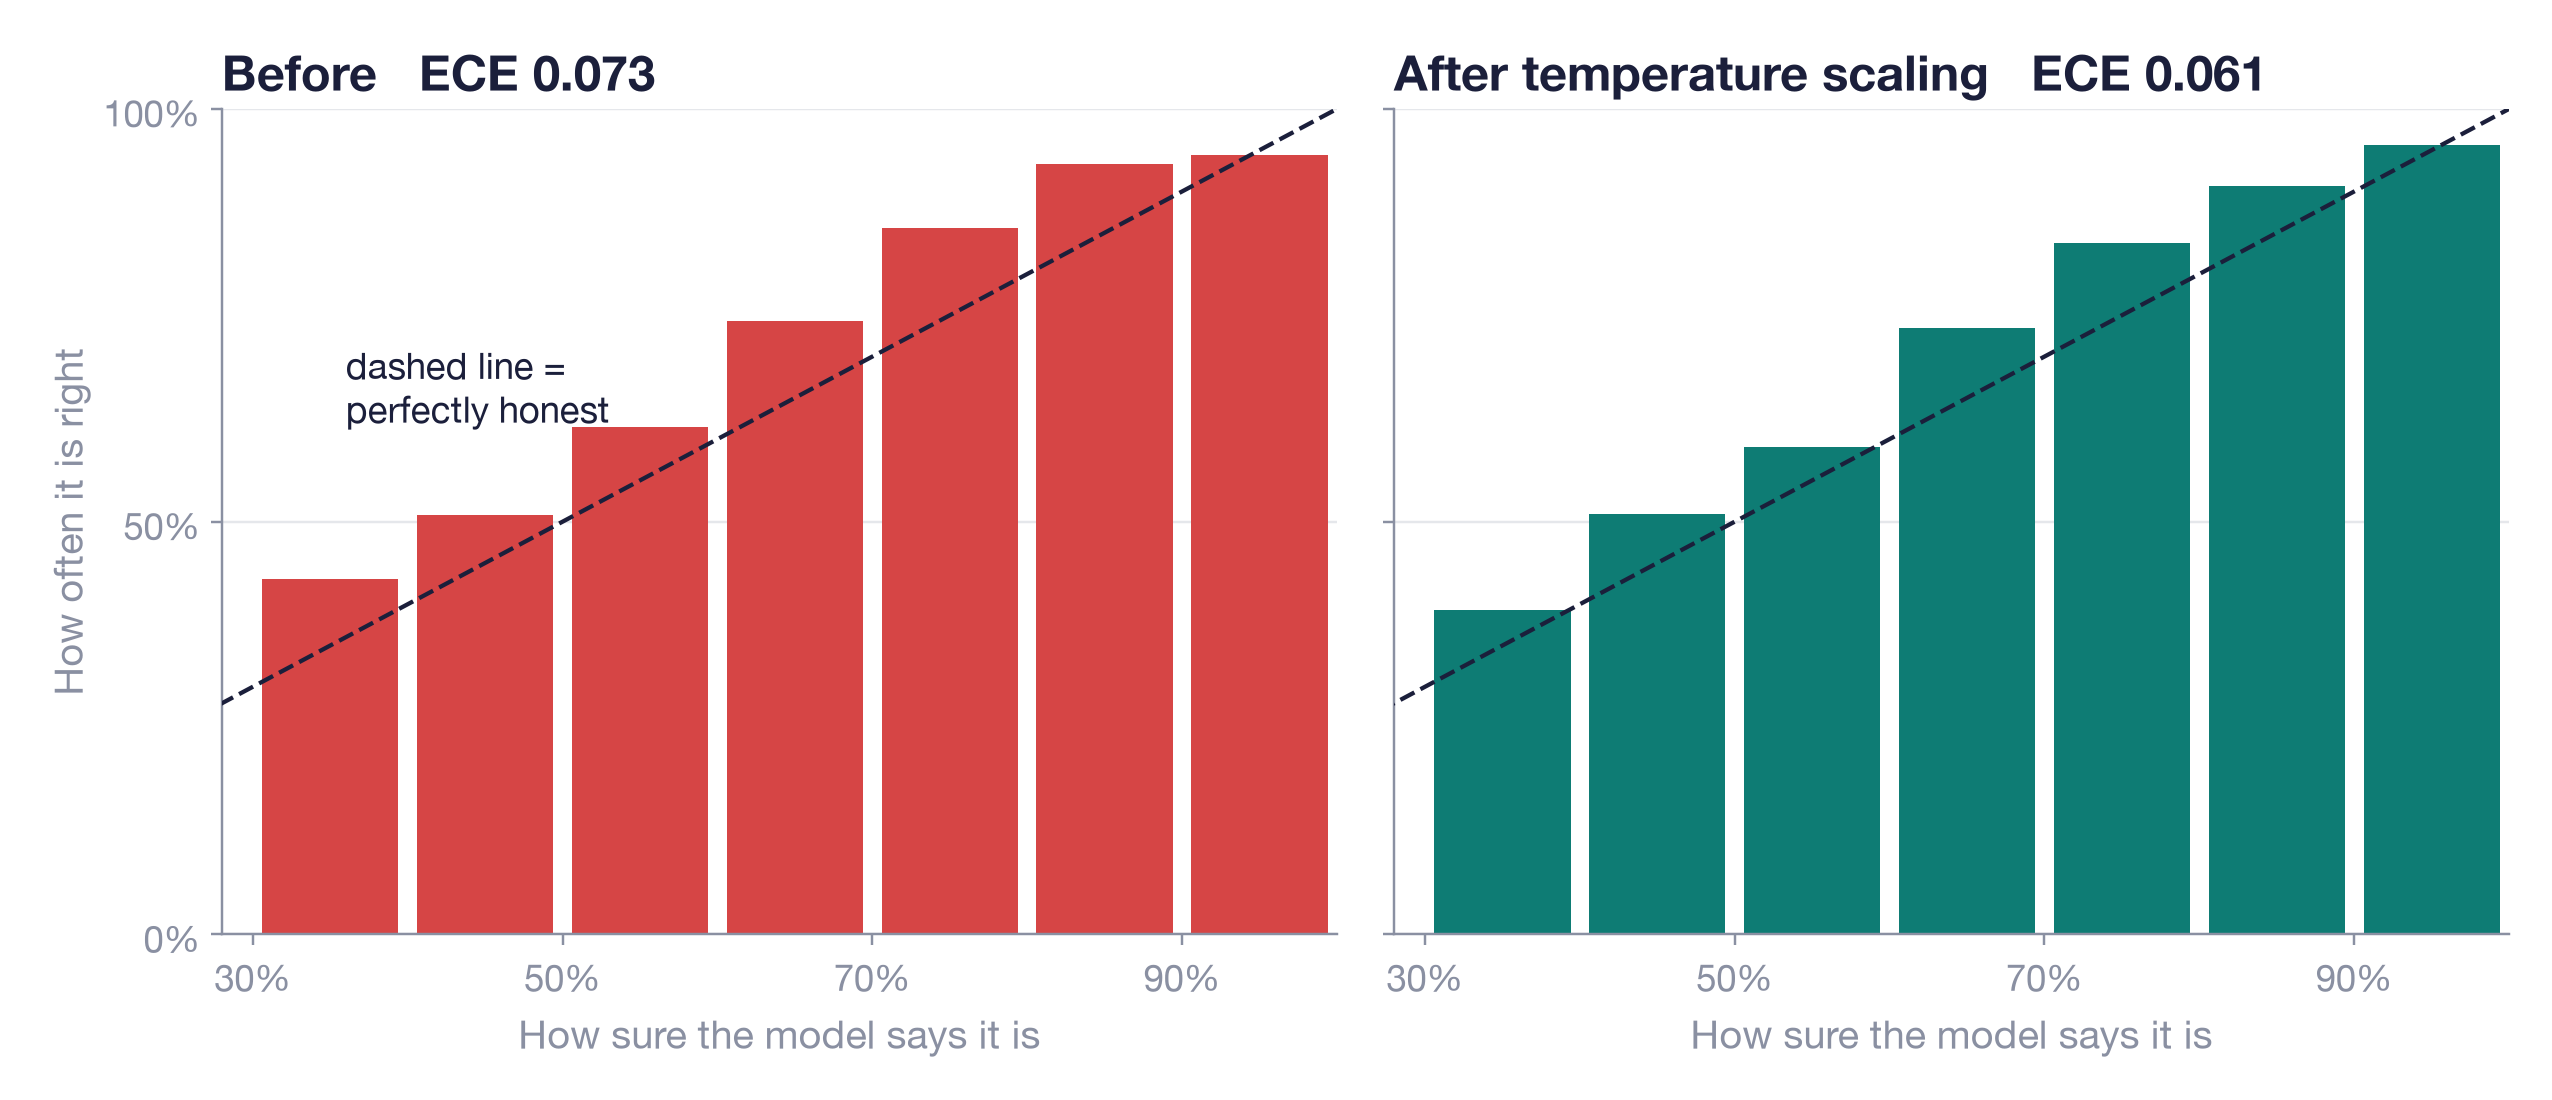 Before ECE 0.073
After temperature scaling ECE 0.061
100%
50%
0%
How often it is right
dashed line =
perfectly honest
30% 50% 70% 90%
How sure the model says it is
30% 50% 70% 90%
How sure the model says it is